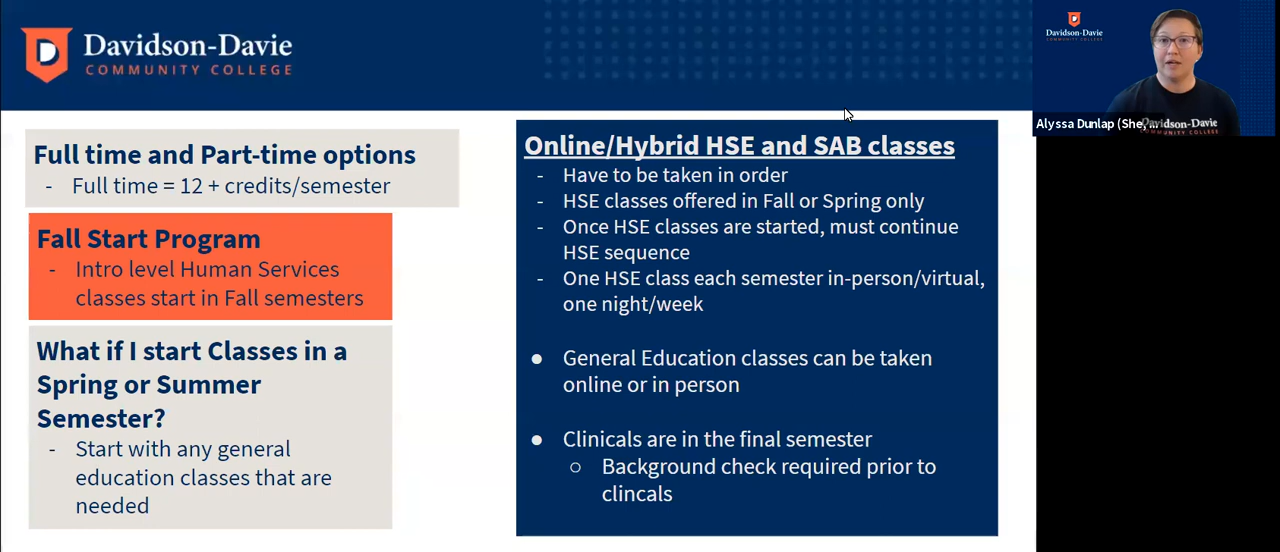 Davidson-Davie
COMMUNITY COLLEGE
Full time and Part-time options
- Full time = 12 + credits/semester
Fall Start Program
- Intro level Human Services
classes start in Fall semesters
What if I start Classes in a
Spring or Summer
Semester?
- Start with any general
education classes that are
needed
Online/Hybrid HSE and SAB classes
- Have to be taken in order
- HSE classes offered in Fall or Spring only
- Once HSE classes are started, must continue
HSE sequence
- One HSE class each semester in-person/virtual,
one night/week
● General Education classes can be taken
online or in person
● Clinicals are in the final semester
○ Background check required prior to
clincals
Davidson-Davie
COMMUNITY COLLEGE
Alyssa Dunlap (She,
Davidson-Davie
COMMUNITY COLLEGE